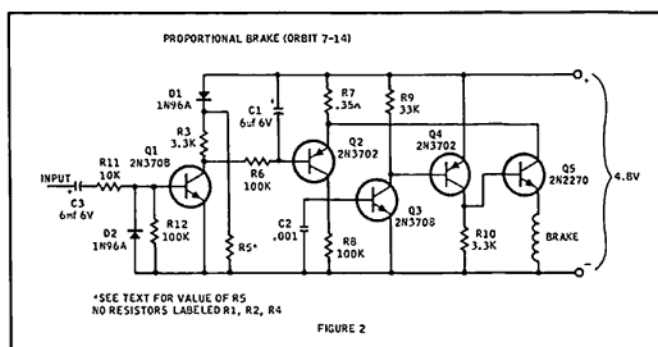 PROPORTIONAL BRAKE (ORBIT 7-14)
D1
1N96A
C1
6uf 6V
R7
.35Ω
R9
33K
+
R3
3.3K
Q1
2N3708
Q2
2N3702
Q4
2N3702
Q5
2N2270
4.8V
INPUT
R11
10K
R6
100K
C3
6mf 6V
R12
100K
D2
1N96A
R5*
C2
.001
R8
100K
Q3
2N3708
R10
3.3K
BRAKE
-
*SEE TEXT FOR VALUE OF R5
NO RESISTORS LABELED R1, R2, R4
FIGURE 2